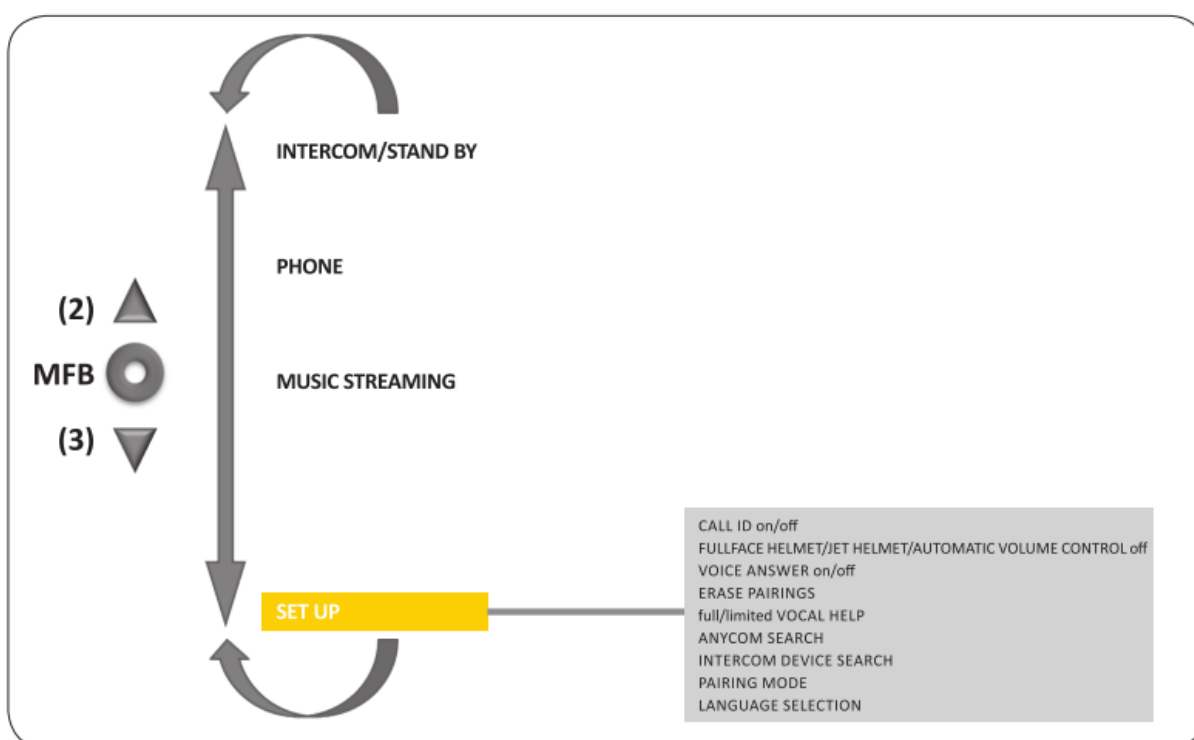 INTERCOM/STAND BY
PHONE
(2)
MFB
MUSIC STREAMING
(3)
SET UP
CALL ID on/off
FULLFACE HELMET/JET HELMET/AUTOMATIC VOLUME CONTROL off
VOICE ANSWER on/off
ERASE PAIRINGS
full/limited VOCAL HELP
ANYCOM SEARCH
INTERCOM DEVICE SEARCH
PAIRING MODE
LANGUAGE SELECTION